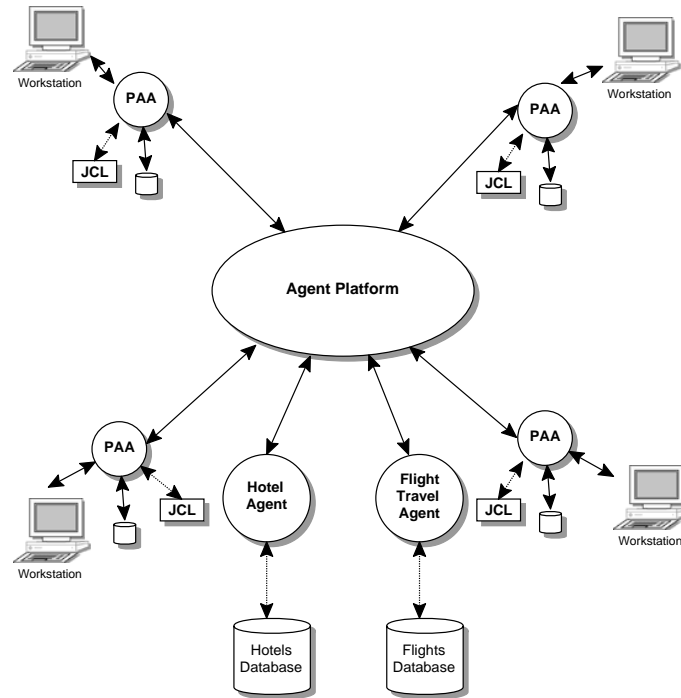 Workstation
PAA
JCL
Workstation
PAA
JCL
Agent Platform
PAA
JCL
Workstation
Hotel
Agent
Flight
Travel
Agent
PAA
JCL
Workstation
Hotels
Database
Flights
Database